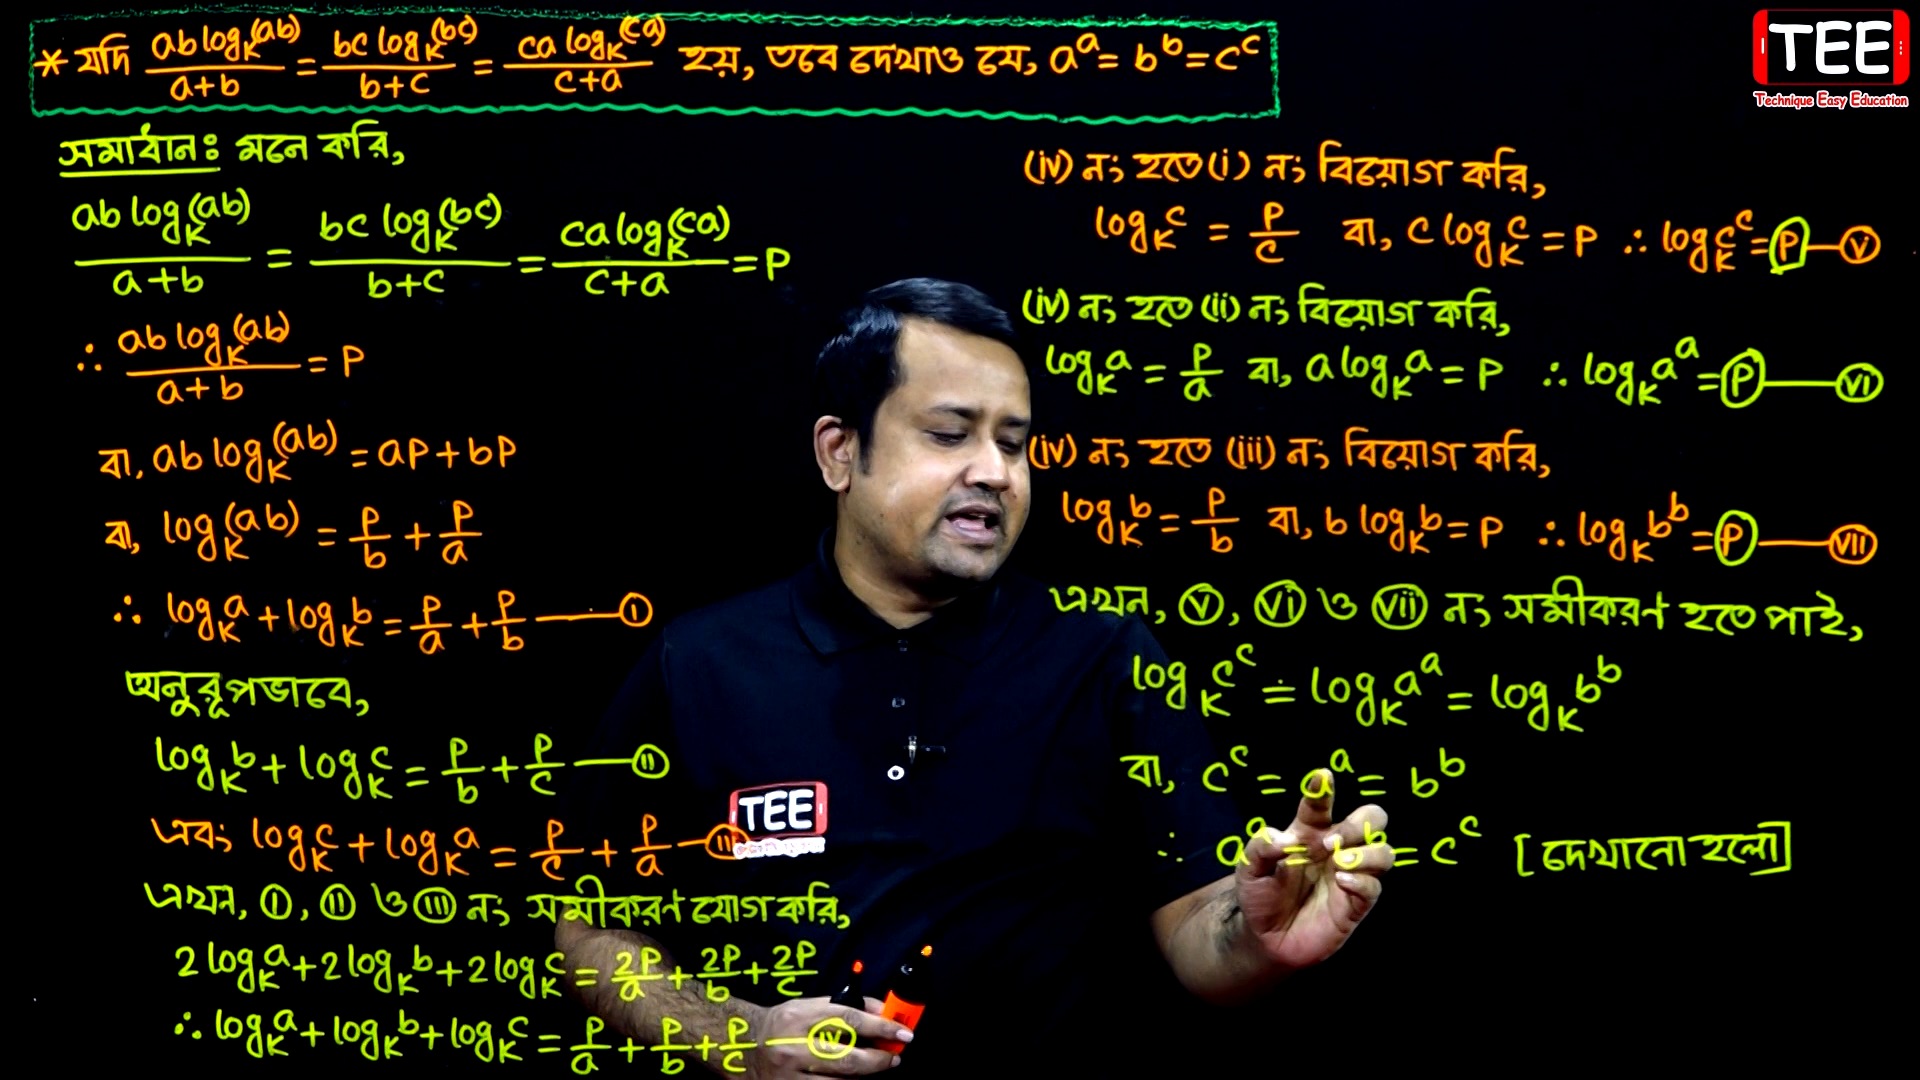 * যদি ab log_k(ab)/a+b = bc log_k(bc)/b+c = ca log_k(ca)/c+a হয়, তবে দেখাও যে, a^a = b^b = c^c
TEE
Technique Easy Education
সমাধান: মনে করি,
ab log_k(ab)/a+b = bc log_k(bc)/b+c = ca log_k(ca)/c+a = P
∴ ab log_k(ab)/a+b = P
বা, ab log_k(ab) = aP + bP
বা, log_k(ab) = P/b + P/a
∴ log_k a + log_k b = P/a + P/b — (i)
অনুরূপভাবে,
log_k b + log_k c = P/b + P/c — (ii)
এবং log_k c + log_k a = P/c + P/a — (iii)
এখন, (i), (ii) ও (iii) নং সমীকরণ যোগ করি,
2 log_k a + 2 log_k b + 2 log_k c = 2P/a + 2P/b + 2P/c
∴ log_k a + log_k b + log_k c = P/a + P/b + P/c — (iv)
(iv) নং হতে (i) নং বিয়োগ করি,
log_k c = P/c বা, c log_k c = P ∴ log_k c^c = P — (v)
(iv) নং হতে (ii) নং বিয়োগ করি,
log_k a = P/a বা, a log_k a = P ∴ log_k a^a = P — (vi)
(iv) নং হতে (iii) নং বিয়োগ করি,
log_k b = P/b বা, b log_k b = P ∴ log_k b^b = P — (vii)
এখন, (v), (vi) ও (vii) নং সমীকরণ হতে পাই,
log_k c^c = log_k a^a = log_k b^b
বা, c^c = a^a = b^b
∴ a^a = b^b = c^c [দেখানো হলো]
TEE